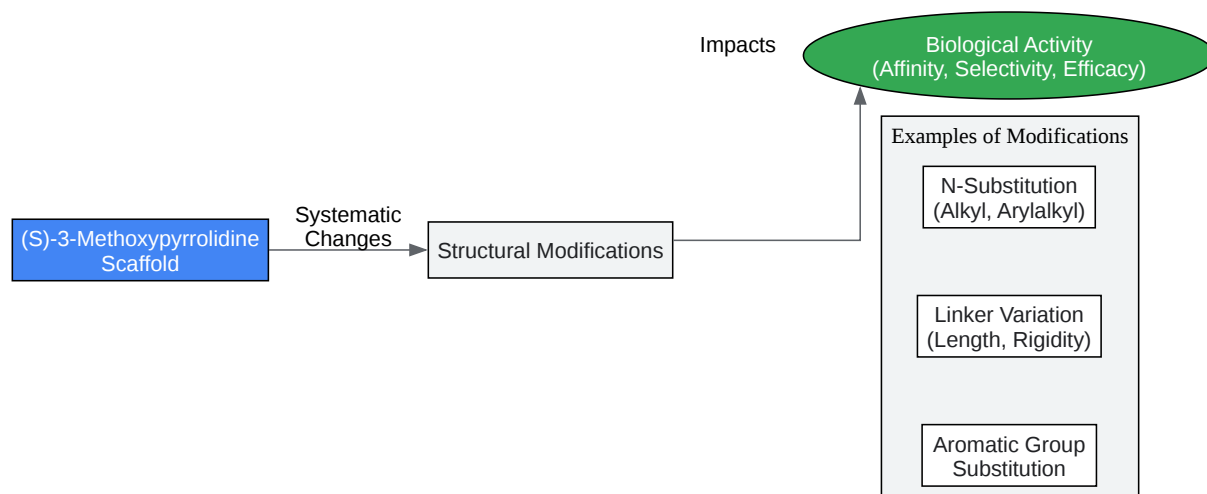 Impacts
Biological Activity
(Affinity, Selectivity, Efficacy)
Examples of Modifications
N-Substitution
(Alkyl, Arylalkyl)
(S)-3-Methoxypyrrolidine
Scaffold
Systematic
Changes
Structural Modifications
Linker Variation
(Length, Rigidity)
Aromatic Group
Substitution